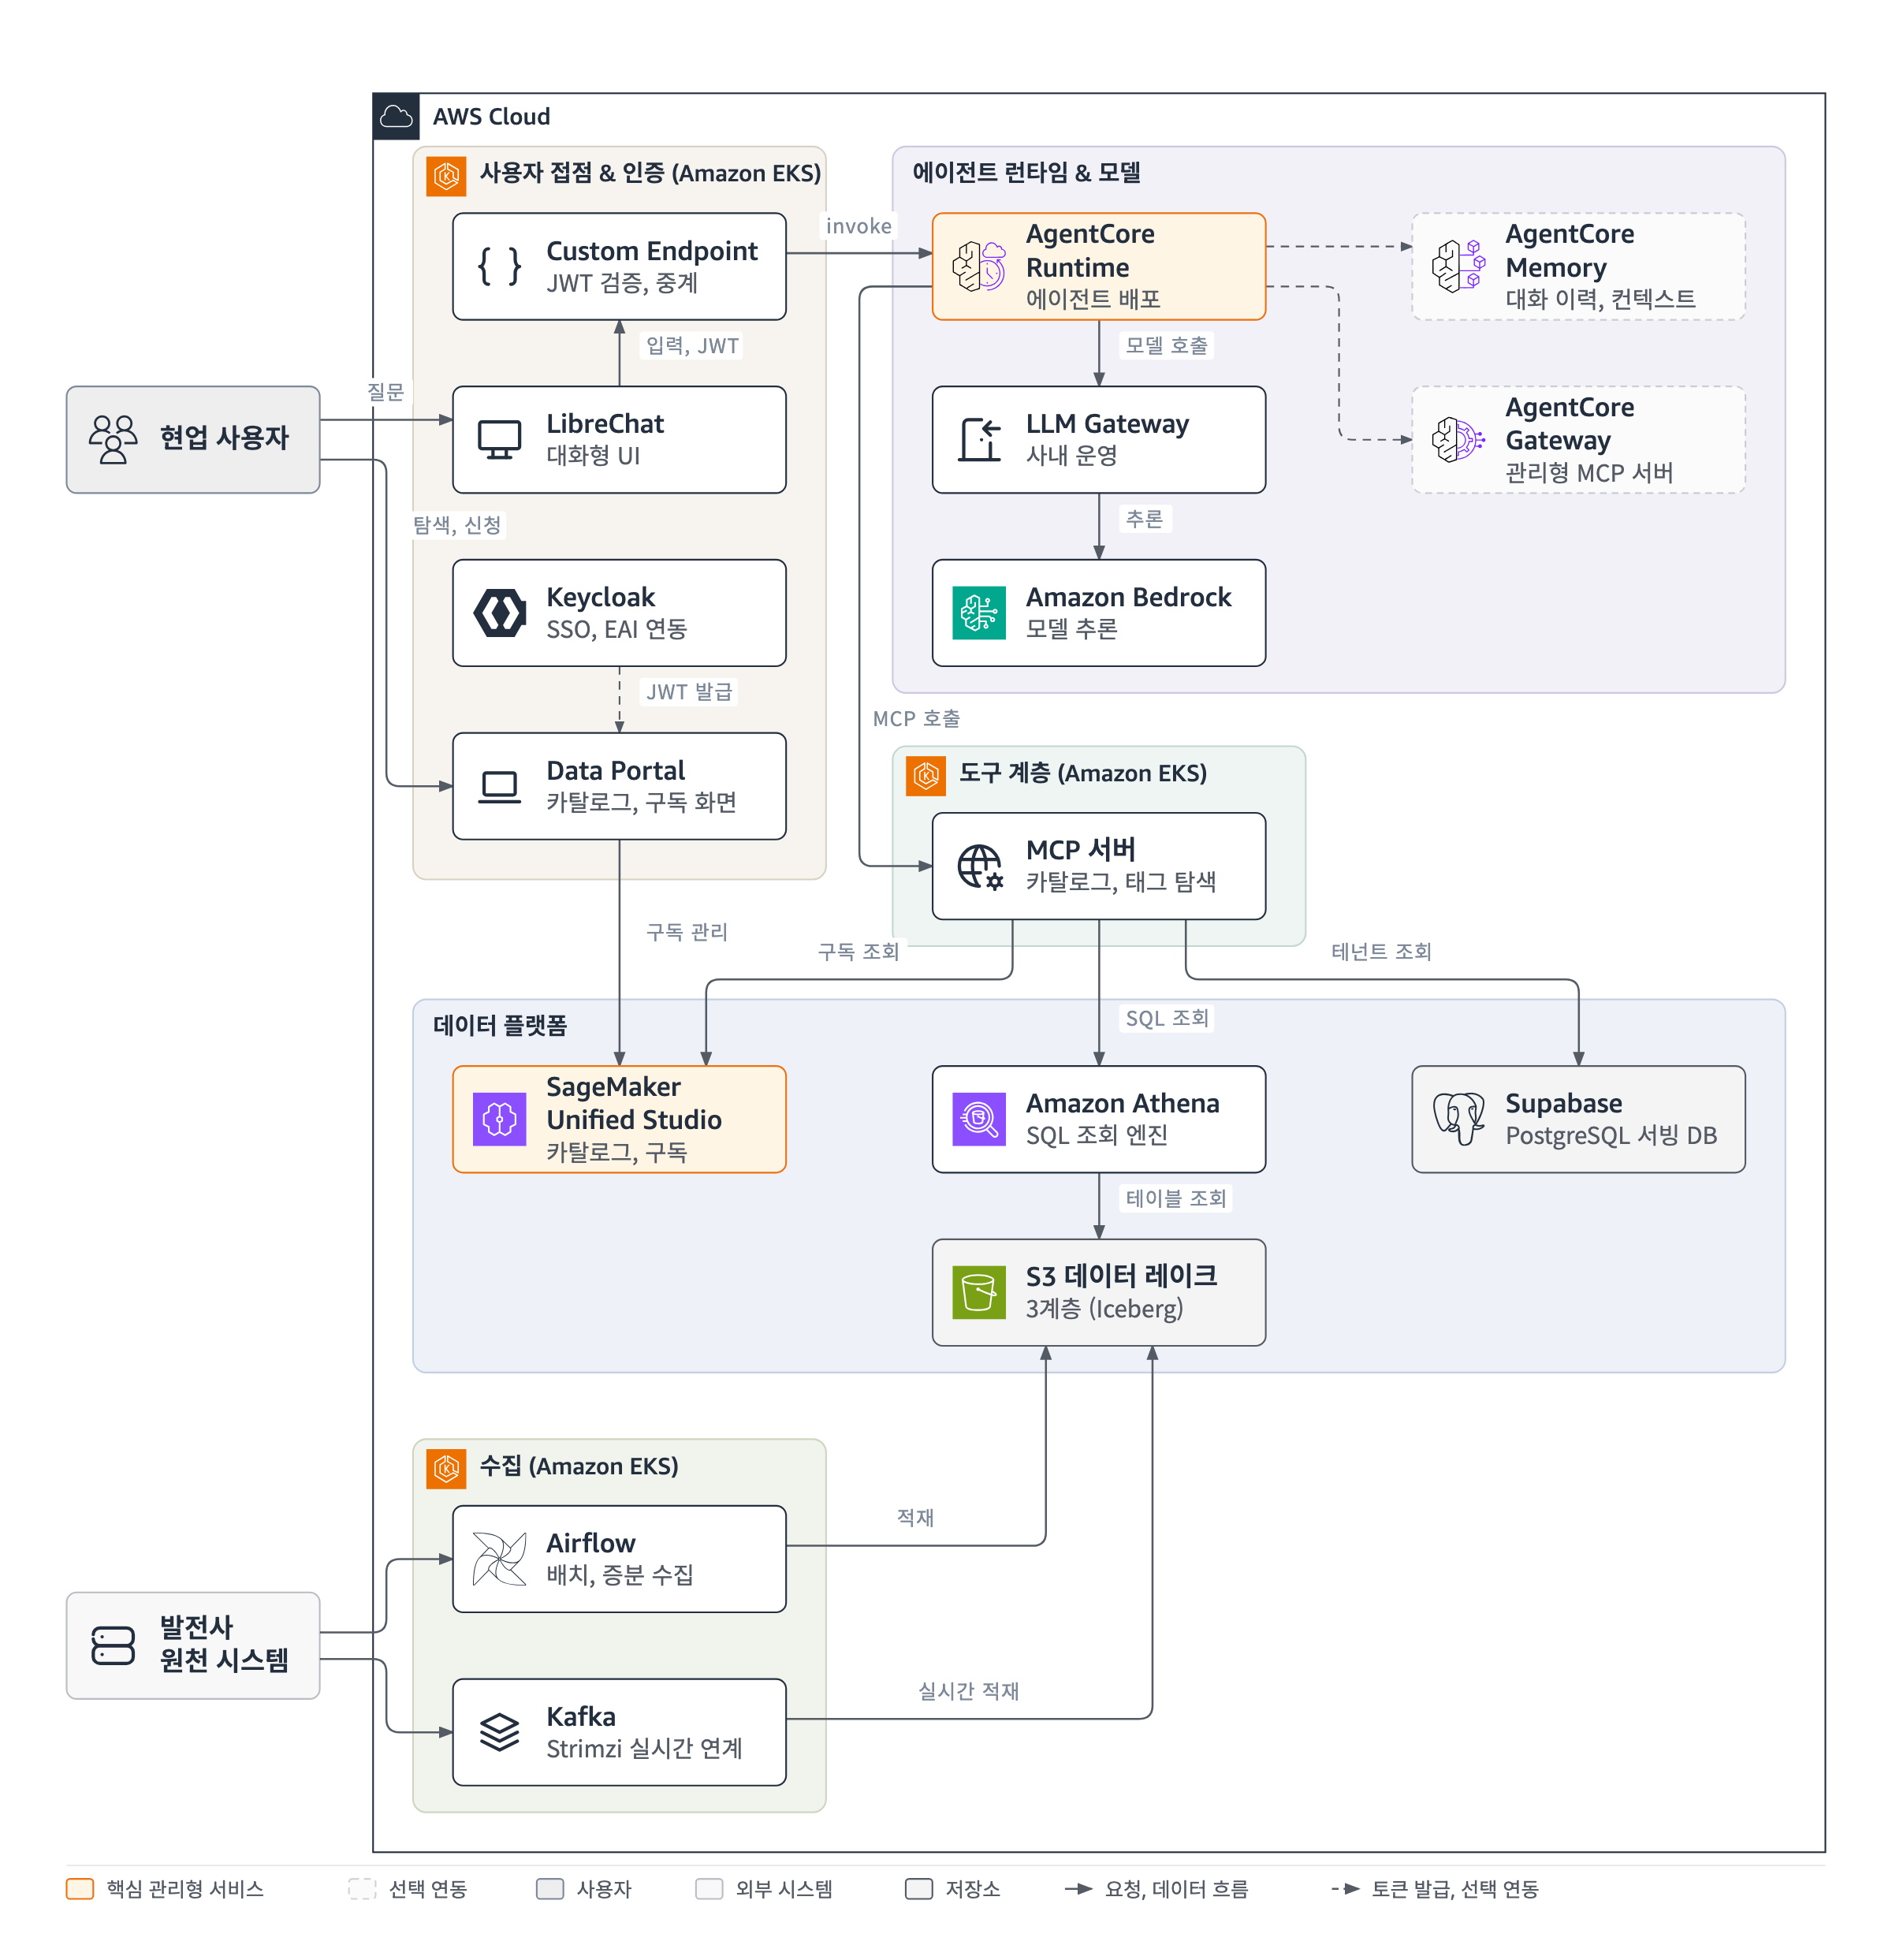 AWS Cloud
사용자 접점 & 인증 (Amazon EKS)
Custom Endpoint
JWT 검증, 중계
입력, JWT
질문
현업 사용자
LibreChat
대화형 UI
탐색, 신청
Keycloak
SSO, EAI 연동
JWT 발급
Data Portal
카탈로그, 구독 화면
invoke
에이전트 런타임 & 모델
AgentCore
Runtime
에이전트 배포
AgentCore
Memory
대화 이력, 컨텍스트
모델 호출
LLM Gateway
사내 운영
AgentCore
Gateway
관리형 MCP 서버
추론
Amazon Bedrock
모델 추론
MCP 호출
도구 계층 (Amazon EKS)
MCP 서버
카탈로그, 태그 탐색
구독 관리
구독 조회
테넌트 조회
데이터 플랫폼
SQL 조회
SageMaker
Unified Studio
카탈로그, 구독
Amazon Athena
SQL 조회 엔진
Supabase
PostgreSQL 서빙 DB
테이블 조회
S3 데이터 레이크
3계층 (Iceberg)
수집 (Amazon EKS)
Airflow
배치, 증분 수집
적재
발전사
원천 시스템
Kafka
Strimzi 실시간 연계
실시간 적재
핵심 관리형 서비스
선택 연동
사용자
외부 시스템
저장소
요청, 데이터 흐름
토큰 발급, 선택 연동